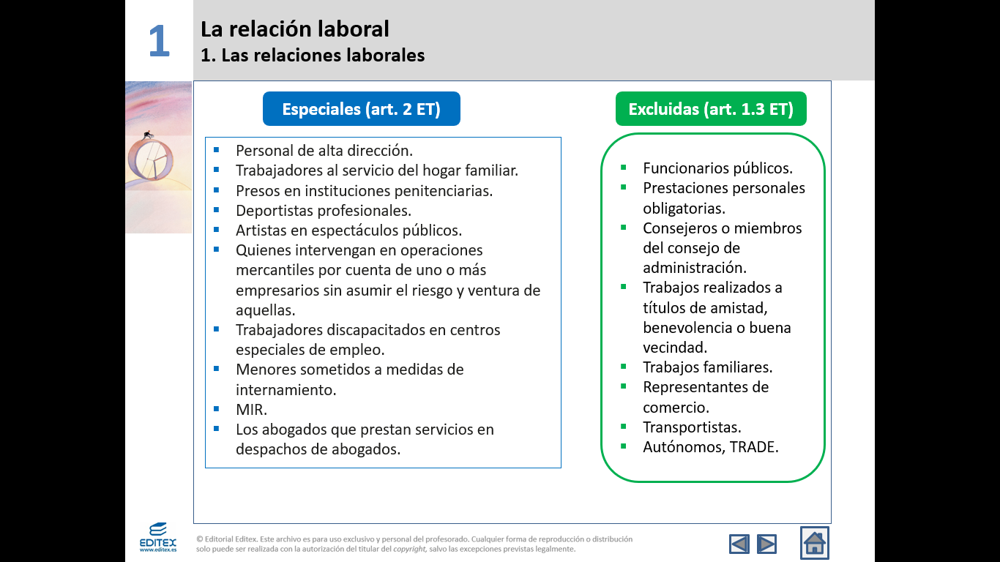 1
La relación laboral
1. Las relaciones laborales
Especiales (art. 2 ET)
▪ Personal de alta dirección.
▪ Trabajadores al servicio del hogar familiar.
▪ Presos en instituciones penitenciarias.
▪ Deportistas profesionales.
▪ Artistas en espectáculos públicos.
▪ Quienes intervengan en operaciones
mercantiles por cuenta de uno o más
empresarios sin asumir el riesgo y ventura de
aquellas.
▪ Trabajadores discapacitados en centros
especiales de empleo.
▪ Menores sometidos a medidas de
internamiento.
▪ MIR.
▪ Los abogados que prestan servicios en
despachos de abogados.
Excluidas (art. 1.3 ET)
▪ Funcionarios públicos.
▪ Prestaciones personales
obligatorias.
▪ Consejeros o miembros
del consejo de
administración.
▪ Trabajos realizados a
títulos de amistad,
benevolencia o buena
vecindad.
▪ Trabajos familiares.
▪ Representantes de
comercio.
▪ Transportistas.
▪ Autónomos, TRADE.
EDITEX
www.editex.es
© Editorial Editex. Este archivo es para uso exclusivo y personal del profesorado. Cualquier forma de reproducción o distribución
solo puede ser realizada con la autorización del titular del copyright, salvo las excepciones previstas legalmente.